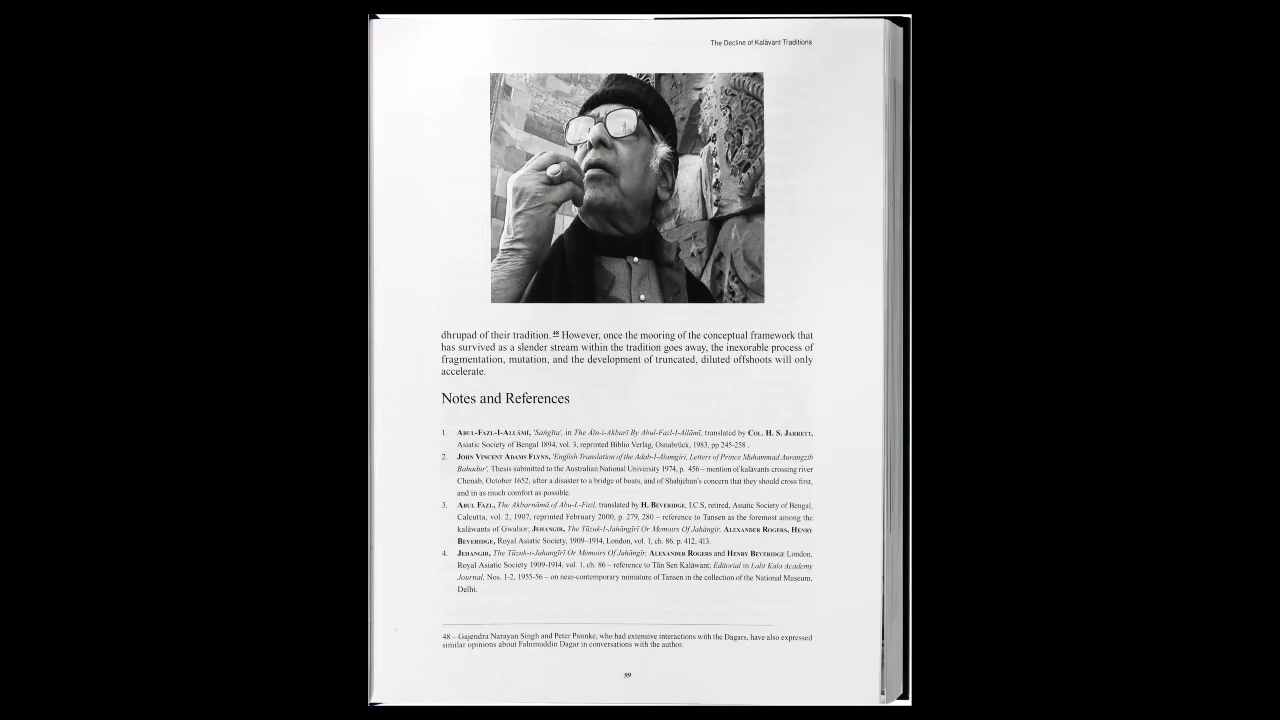 The Decline of Kalāvant Traditions
dhrupad of their tradition. 48 However, once the mooring of the conceptual framework that
has survived as a slender stream within the tradition goes away, the inexorable process of
fragmentation, mutation, and the development of truncated, diluted offshoots will only
accelerate.
Notes and References
1. ABUL-FAZL-I-ALLĀMI, 'Saṅgīta', in The Āīn-i-Akbarī By Abul-Fazl-I-Allāmī, translated by COL. H. S. JARRETT,
Asiatic Society of Bengal 1894, vol. 3, reprinted Biblio Verlag, Osnabrück, 1983, pp 245-258 .
2. JOHN VINCENT ADAMS FLYNN, 'English Translation of the Adab-I-Alamgiri. Letters of Prince Muhammad Aurangzib
Bahadur'. Thesis submitted to the Australian National University 1974, p. 456 – mention of kalāvants crossing river
Chenab, October 1652, after a disaster to a bridge of boats, and of Shahjehan's concern that they should cross first,
and in as much comfort as possible.
3. ABUL FAZL, The Akbarnāmā of Abu-L-Fazl, translated by H. BEVERIDGE, I.C.S, retired, Asiatic Society of Bengal,
Calcutta, vol. 2, 1907, reprinted February 2000, p. 279, 280 – reference to Tansen as the foremost among the
kalāwants of Gwalior; JEHANGIR, The Tūzuk-I-Jahāngīrī Or Memoirs Of Jahāngīr. ALEXANDER ROGERS, HENRY
BEVERIDGE, Royal Asiatic Society, 1909–1914, London, vol. 1, ch. 86. p. 412, 413.
4. JEHANGIR, The Tūzuk-i-Jahangīrī Or Memoirs Of Jahāngīr. ALEXANDER ROGERS and HENRY BEVERIDGE London,
Royal Asiatic Society 1909-1914, vol. 1, ch. 86 – reference to Tān Sen Kalāwant; Editorial in Lalit Kala Academy
Journal, Nos. 1-2, 1955-56 – on near-contemporary miniature of Tansen in the collection of the National Museum,
Delhi.
48 – Gajendra Narayan Singh and Peter Pannke, who had extensive interactions with the Dagars, have also expressed
similar opinions about Fahimuddin Dagar in conversations with the author.
99